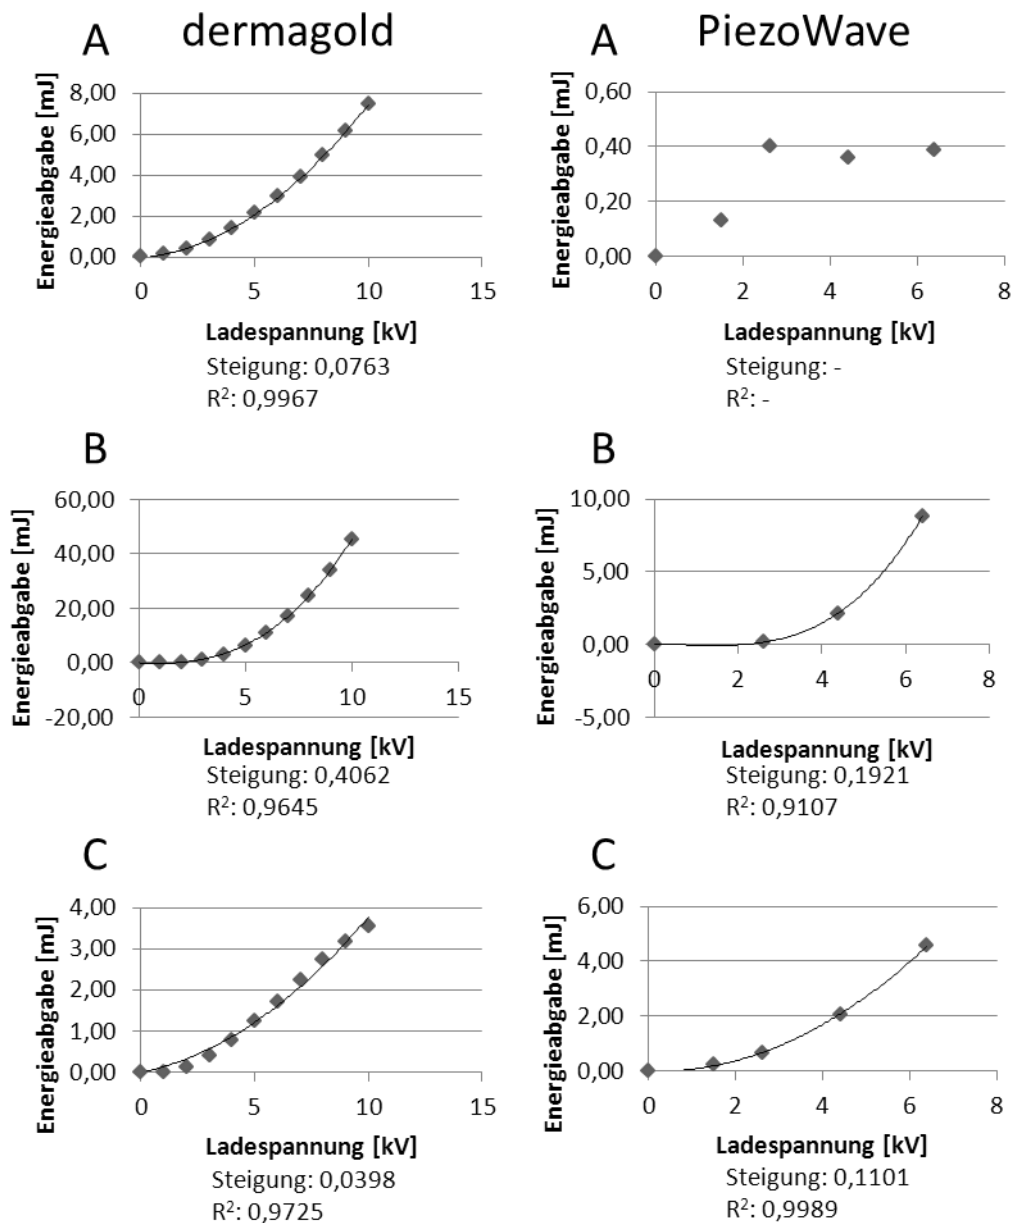 dermagold
PiezoWave
A
Energieabgabe [mJ]
8,00
6,00
4,00
2,00
0,00
0 5 10 15
Ladespannung [kV]
Steigung: 0,0763
R²: 0,9967
A
Energieabgabe [mJ]
0,60
0,40
0,20
0,00
0 2 4 6 8
Ladespannung [kV]
Steigung: -
R²: -
B
Energieabgabe [mJ]
60,00
40,00
20,00
0,00
-20,00
0 5 10 15
Ladespannung [kV]
Steigung: 0,4062
R²: 0,9645
B
Energieabgabe [mJ]
10,00
5,00
0,00
-5,00
0 2 4 6 8
Ladespannung [kV]
Steigung: 0,1921
R²: 0,9107
C
Energieabgabe [mJ]
4,00
3,00
2,00
1,00
0,00
0 5 10 15
Ladespannung [kV]
Steigung: 0,0398
R²: 0,9725
C
Energieabgabe [mJ]
6,00
4,00
2,00
0,00
0 2 4 6 8
Ladespannung [kV]
Steigung: 0,1101
R²: 0,9989